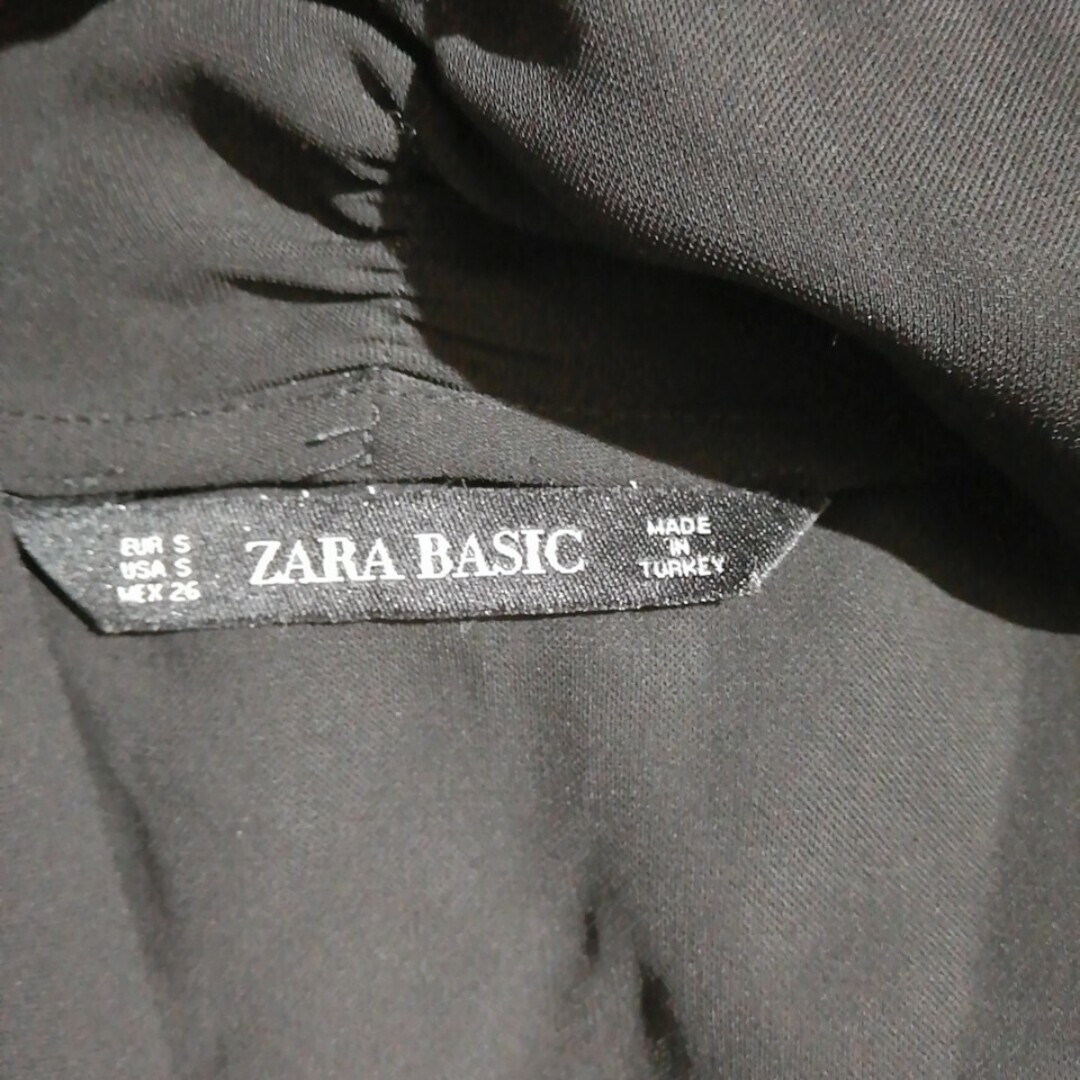 EUR S
USA S
MEX 26
ZARA BASIC
MADE
IN
TURKEY